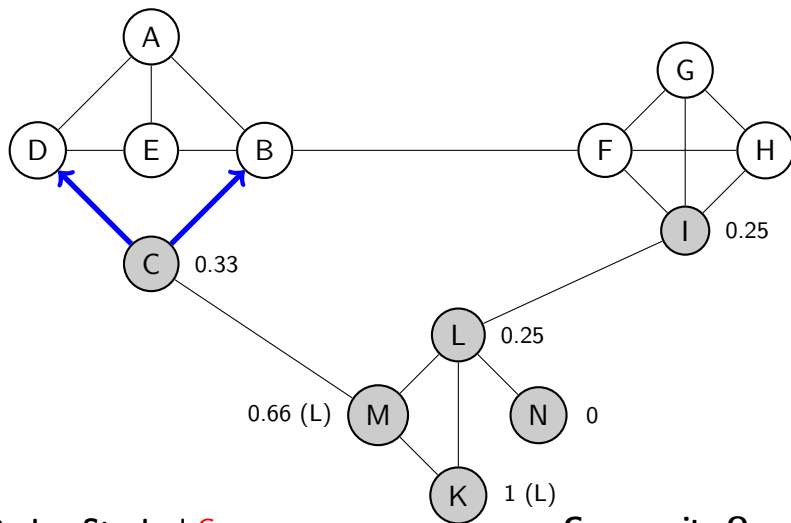 A
G
D E B F H
I 0.25
C 0.33
L 0.25
0.66 (L) M N 0
K 1 (L)